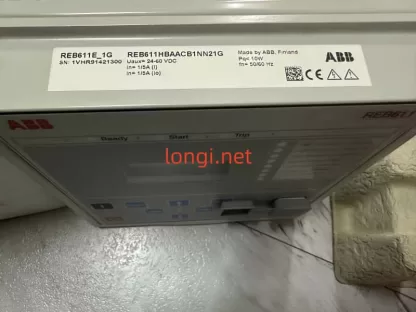 REB611E_1G
SN: 1VHR91421300
REB611HBAACB1NN21G
Uaux= 24-60 VDC
In= 1/5A (I)
In= 1/5A (Io)
Made by ABB, Finland
Pg< 10W
fn= 50/60 Hz
ABB
CE
ABB
REB611
Ready
Start
Trip
longi.net